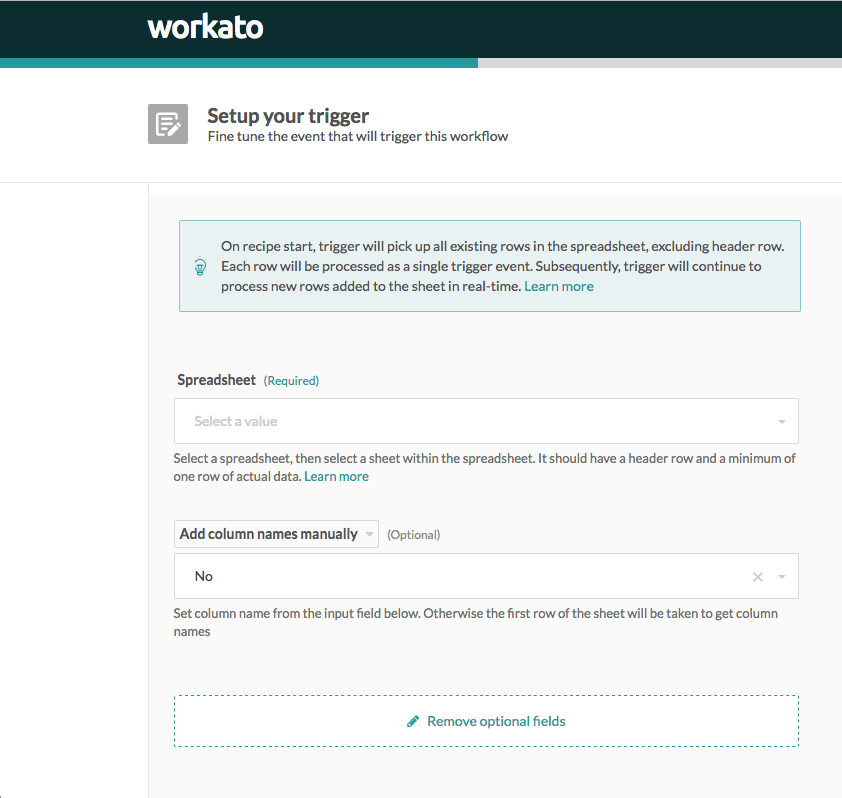 workato
Setup your trigger
Fine tune the event that will trigger this workflow
On recipe start, trigger will pick up all existing rows in the spreadsheet, excluding header row.
Each row will be processed as a single trigger event. Subsequently, trigger will continue to
process new rows added to the sheet in real-time. Learn more
Spreadsheet (Required)
Select a value
Select a spreadsheet, then select a sheet within the spreadsheet. It should have a header row and a minimum of
one row of actual data. Learn more
Add column names manually (Optional)
No
Set column name from the input field below. Otherwise the first row of the sheet will be taken to get column
names
Remove optional fields